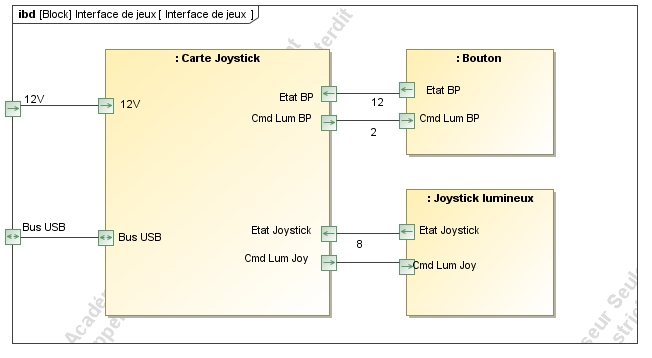 ibd [Block] Interface de jeux [ Interface de jeux ]
: Carte Joystick
: Bouton
12V
12V
Etat BP
Etat BP
12
Cmd Lum BP
Cmd Lum BP
2
: Joystick lumineux
Bus USB
Bus USB
Etat Joystick
Etat Joystick
8
Cmd Lum Joy
Cmd Lum Joy